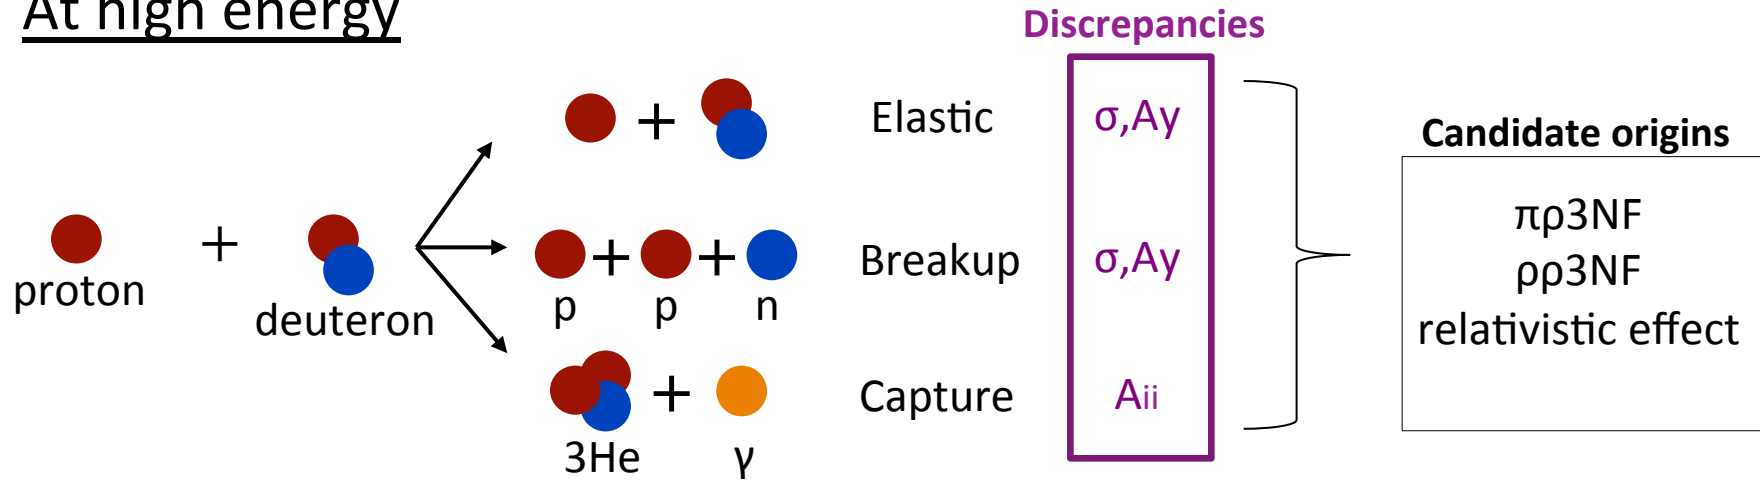 At high energy
Discrepancies
+ Elastic σ,Ay
Candidate origins
πρ3NF
ρρ3NF
relativistic effect
+
proton
deuteron
+ + Breakup σ,Ay
p p n
+ Capture Aii
3He γ